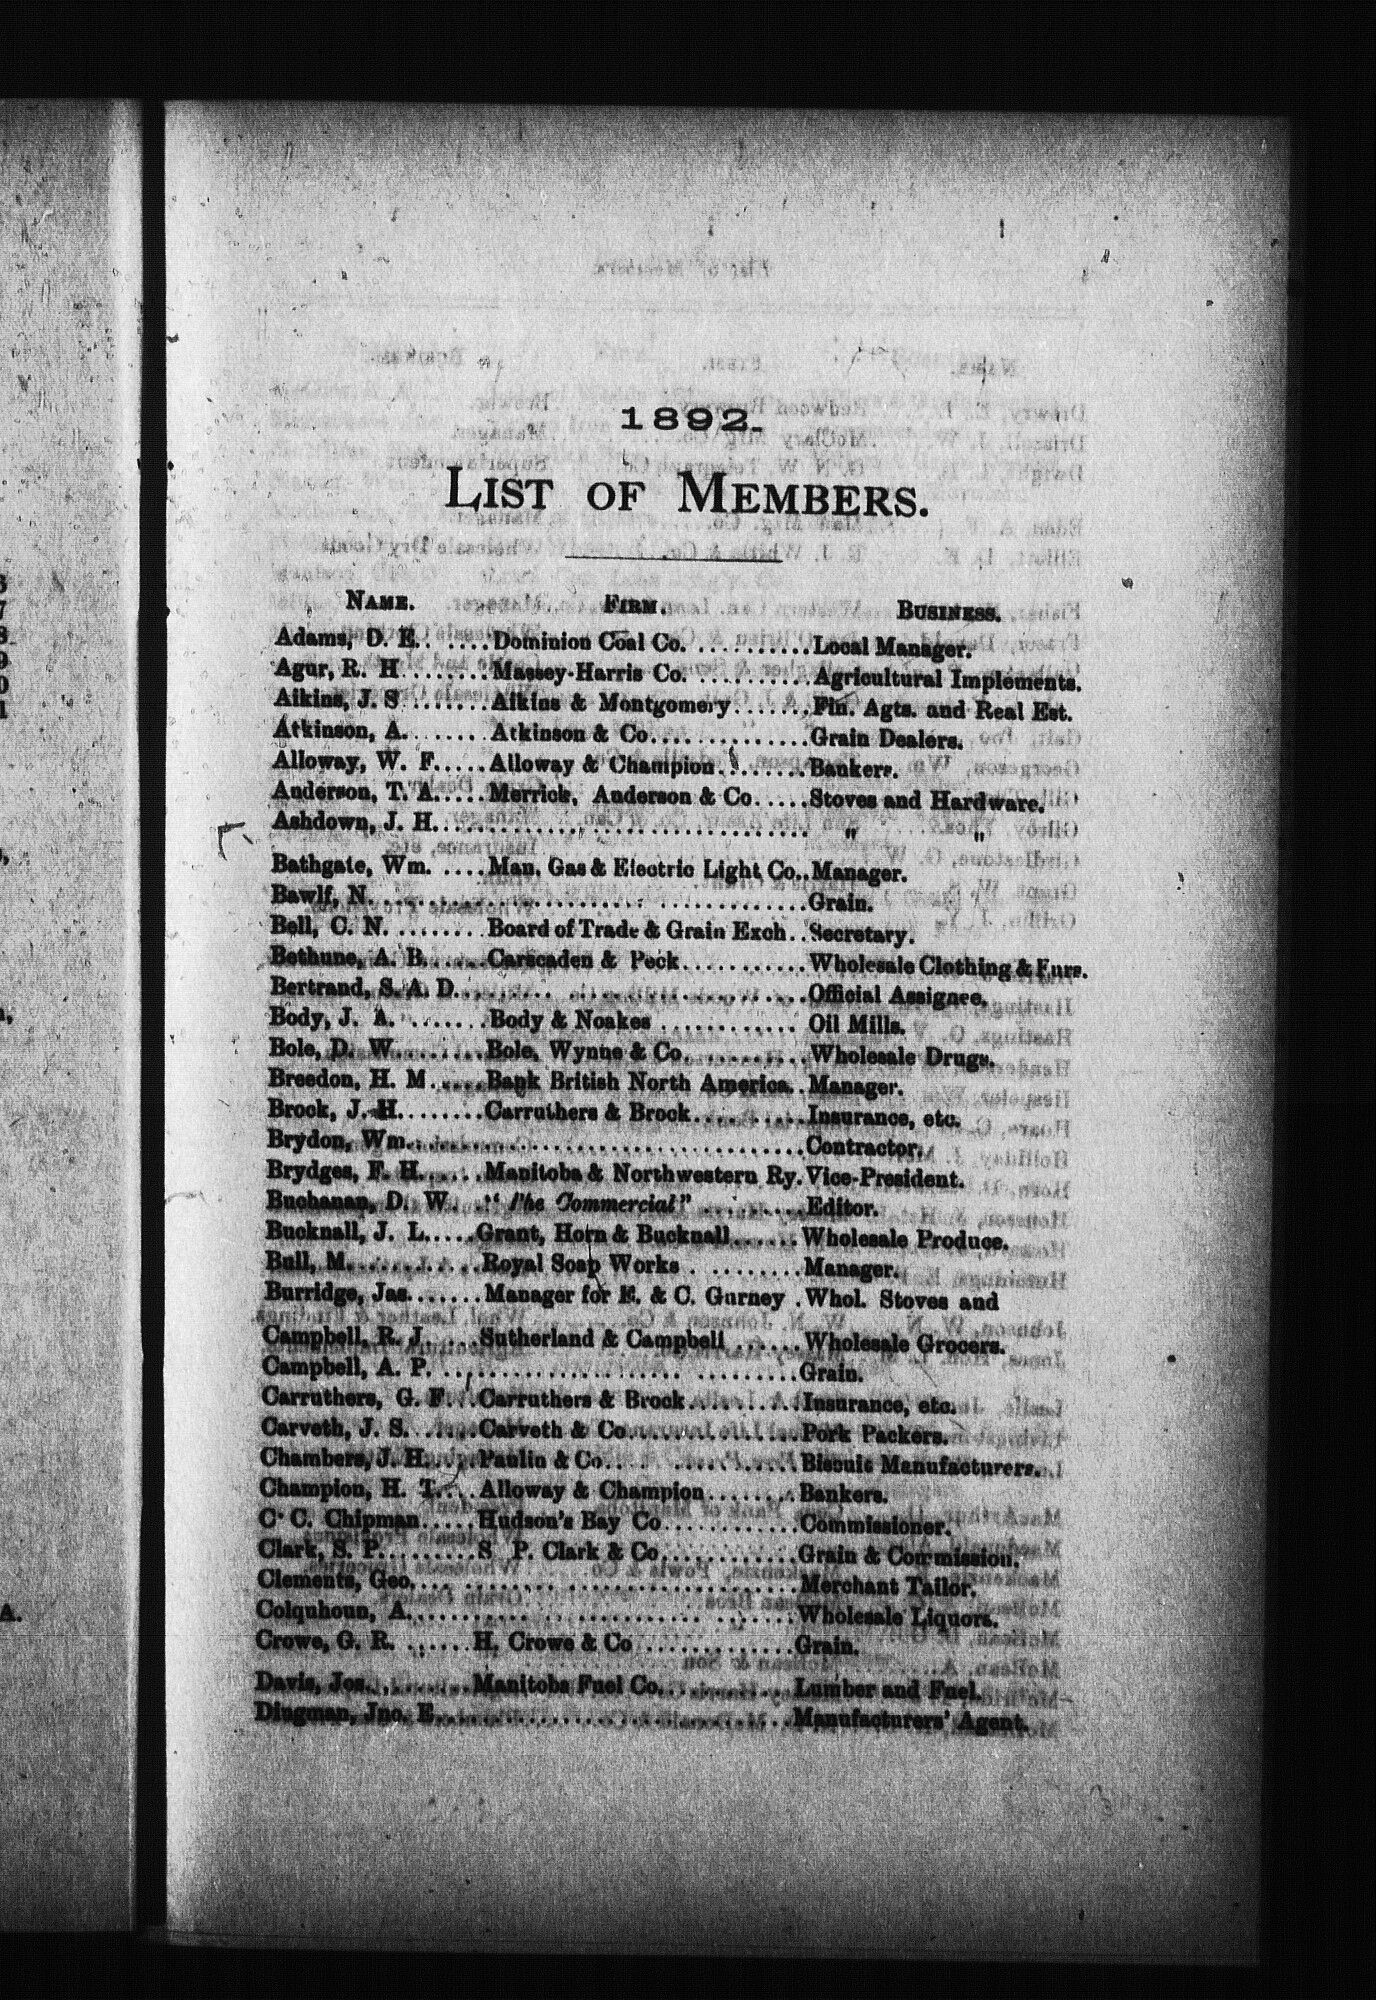 1892.
LIST OF MEMBERS.
NAME. FIRM. BUSINESS.
Adams, D. E. ..... Dominion Coal Co. .......... Local Manager.
Agur, R. H ........ Massey-Harris Co. ......... Agricultural Implements.
Aikins, J. S ....... Aikins & Montgomery ....... Fin. Agts. and Real Est.
Atkinson, A. ....... Atkinson & Co. ............. Grain Dealers.
Alloway, W. F. .... Alloway & Champion ........ Bankers.
Anderson, T. A. .... Merrick, Anderson & Co ..... Stoves and Hardware.
Ashdown, J. H. ................................ " "
Bathgate, Wm. .... Man. Gas & Electric Light Co. . Manager.
Bawlf, N. ................................ Grain.
Bell, C. N. ........ Board of Trade & Grain Exch . . Secretary.
Bethune, A. B. ..... Carscaden & Peck ........... Wholesale Clothing & Furs.
Bertrand, S. A. D. ............................ Official Assignee.
Body, J. A. ....... Body & Noakes ............ Oil Mills.
Bole, D. W. ....... Bole, Wynne & Co. ......... Wholesale Drugs.
Breedon, H. M ..... Bank British North America. . Manager.
Brock, J. H. ....... Carruthers & Brock .......... Insurance, etc.
Brydon, Wm. ................................ Contractor.
Brydges, F. H. ..... Manitoba & Northwestern Ry. Vice-President.
Buchanan, D. W. . . "The Commercial" ....... Editor.
Bucknall, J. L. .... Grant, Horn & Bucknall ...... Wholesale Produce.
Bull, M. ........... Royal Soap Works . ........ Manager.
Burridge, Jas. ...... Manager for E. & C. Gurney . Whol. Stoves and
Campbell, R. J. .... Sutherland & Campbell ...... Wholesale Grocers.
Campbell, A. P. ............................ Grain.
Carruthers, G. F. .. Carruthers & Brock .......... Insurance, etc.
Carveth, J. S. ...... Carveth & Co. ............... Pork Packers.
Chambers, J. H. .... Paulin & Co. ............... Biscuit Manufacturers.
Champion, H. T. ... Alloway & Champion ........ Bankers.
C. C. Chipman ..... Hudson's Bay Co ............ Commissioner.
Clark, S. P. ........ S. P. Clark & Co ............ Grain & Commission.
Clements, Geo. ................................ Merchant Tailor.
Colquhoun, A. ................................ Wholesale Liquors.
Crowe, G. R. ...... H. Crowe & Co ............. Grain.
Davis, Jos. ........ Manitoba Fuel Co. ........... Lumber and Fuel.
Dingman, Jno. E. ............................ Manufacturers' Agent.